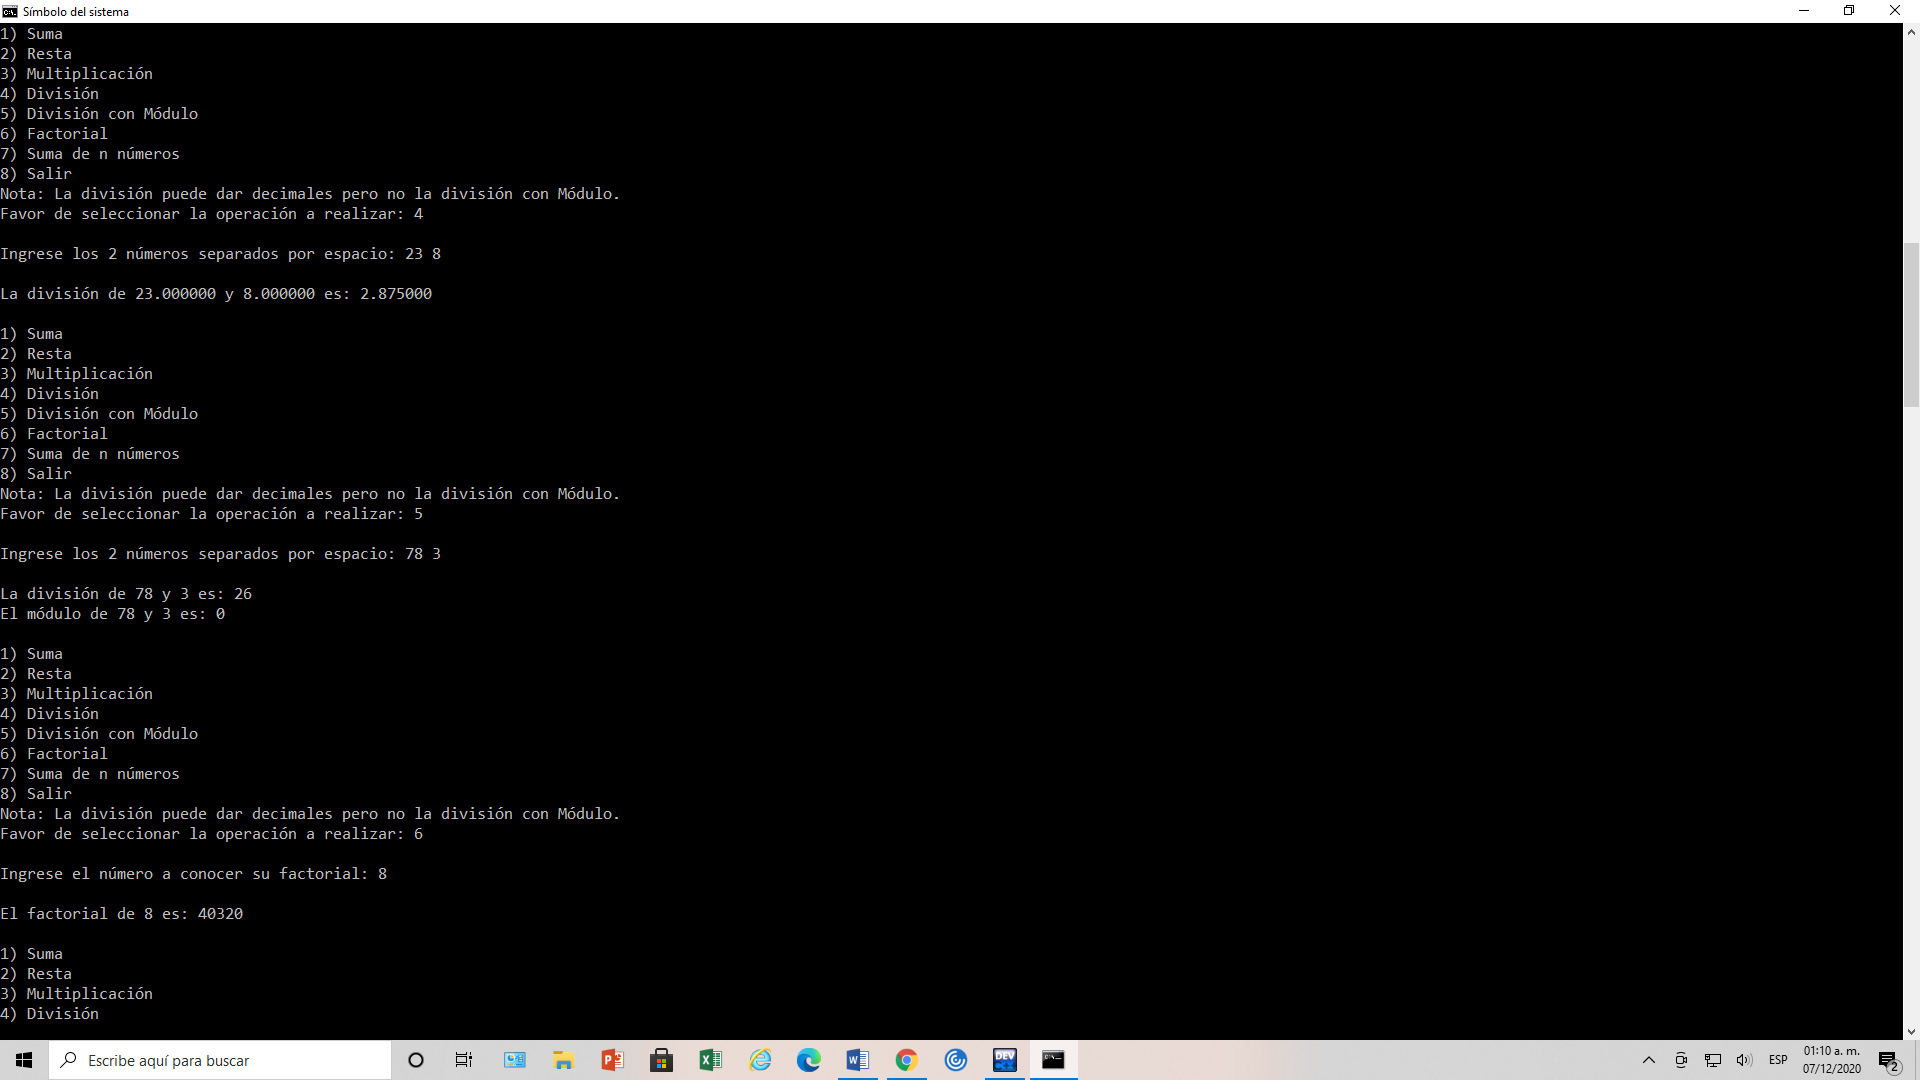 Símbolo del sistema
1) Suma
2) Resta
3) Multiplicación
4) División
5) División con Módulo
6) Factorial
7) Suma de n números
8) Salir
Nota: La división puede dar decimales pero no la división con Módulo.
Favor de seleccionar la operación a realizar: 4
Ingrese los 2 números separados por espacio: 23 8
La división de 23.000000 y 8.000000 es: 2.875000
1) Suma
2) Resta
3) Multiplicación
4) División
5) División con Módulo
6) Factorial
7) Suma de n números
8) Salir
Nota: La división puede dar decimales pero no la división con Módulo.
Favor de seleccionar la operación a realizar: 5
Ingrese los 2 números separados por espacio: 78 3
La división de 78 y 3 es: 26
El módulo de 78 y 3 es: 0
1) Suma
2) Resta
3) Multiplicación
4) División
5) División con Módulo
6) Factorial
7) Suma de n números
8) Salir
Nota: La división puede dar decimales pero no la división con Módulo.
Favor de seleccionar la operación a realizar: 6
Ingrese el número a conocer su factorial: 8
El factorial de 8 es: 40320
1) Suma
2) Resta
3) Multiplicación
4) División
Escribe aquí para buscar
DEV
ESP
01:10 a. m.
07/12/2020
2